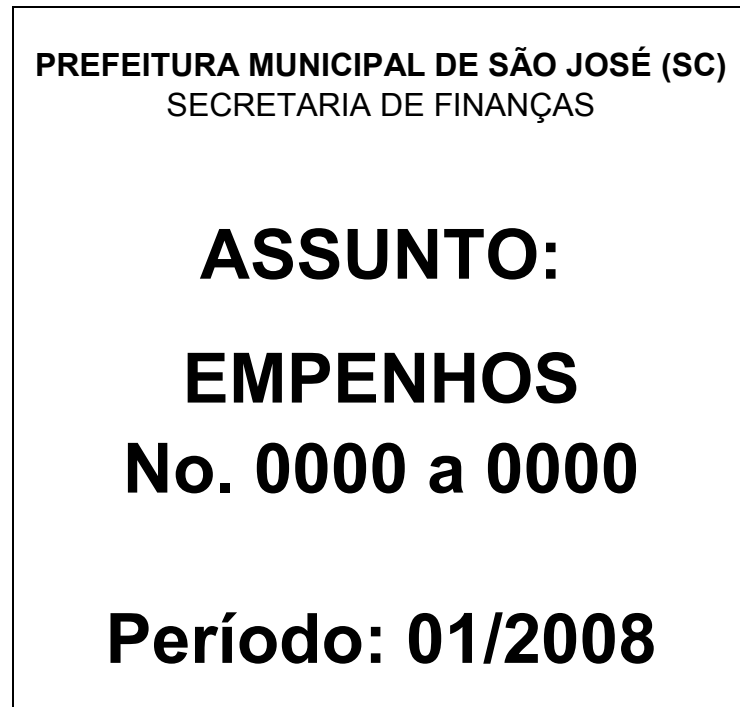 PREFEITURA MUNICIPAL DE SÃO JOSÉ (SC)
SECRETARIA DE FINANÇAS
ASSUNTO:
EMPENHOS
No. 0000 a 0000
Período: 01/2008